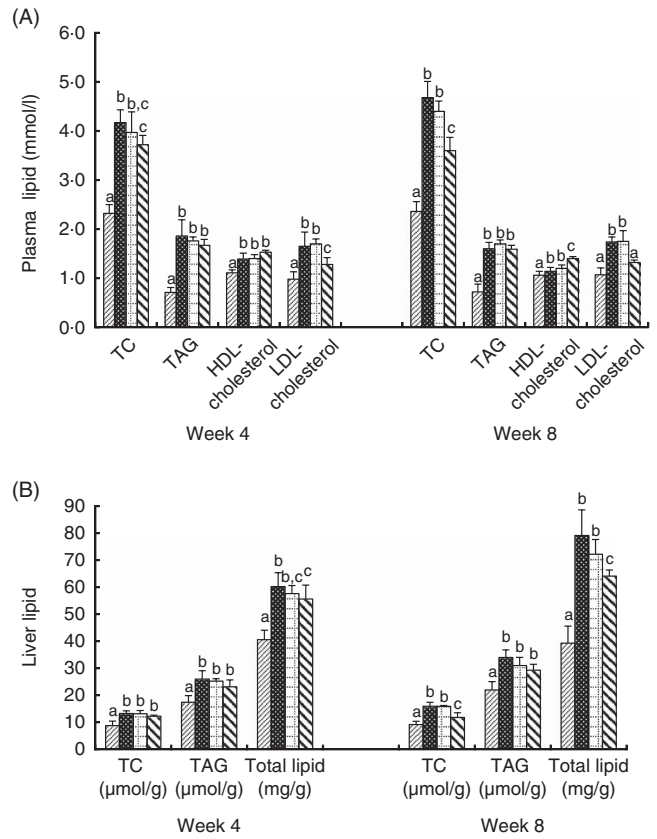 (A)
6·0
5·0
4·0
3·0
2·0
1·0
0·0
Plasma lipid (mmol/l)
a b b,c c
a b b b
a b b b
a b b c
a b b c
a b b b
a b b c
a b b a
TC
TAG
HDL-
cholesterol
LDL-
cholesterol
TC
TAG
HDL-
cholesterol
LDL-
cholesterol
Week 4
Week 8
(B)
90
80
70
60
50
40
30
20
10
0
Liver lipid
a b b b
a b b b
a b b,c c
a b b c
a b b b
a b b c
TC TAG Total lipid TC TAG Total lipid
(µmol/g) (µmol/g) (mg/g) (µmol/g) (µmol/g) (mg/g)
Week 4 Week 8